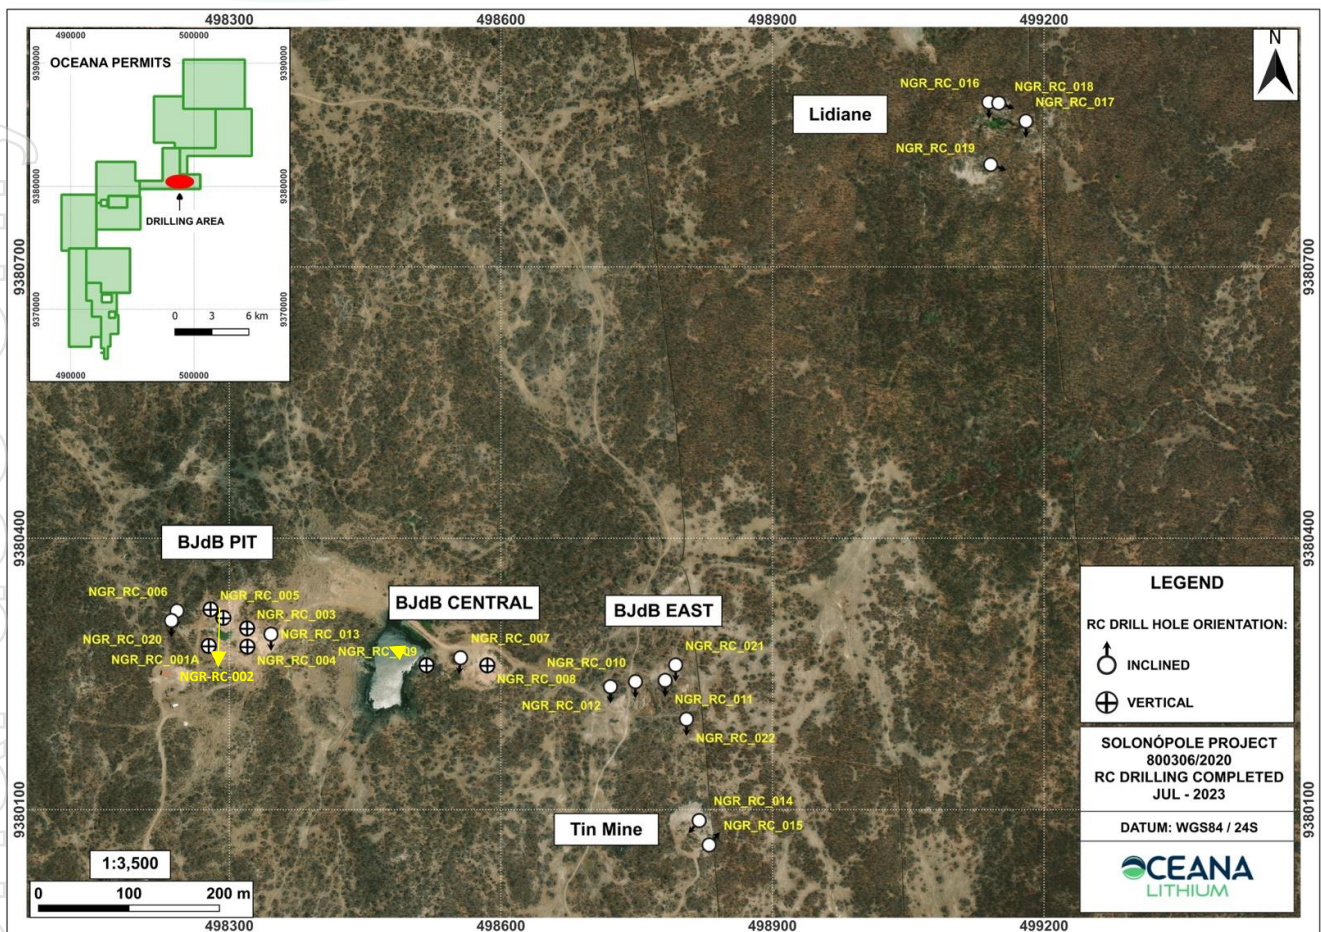 498300
498600
498900
499200
490000
500000
OCEANA PERMITS
9390000
9390000
9380000
9380000
DRILLING AREA
9370000
9370000
0 3 6 km
490000
500000
N
Lidiane
NGR_RC_016
NGR_RC_018
NGR_RC_017
NGR_RC_019
9380700
9380700
9380400
9380400
BJdB PIT
NGR_RC_006
NGR_RC_005
NGR_RC_003
NGR_RC_020
NGR_RC_013
NGR_RC_001A
NGR_RC_004
NGR-RC-002
BJdB CENTRAL
NGR_RC_009
NGR_RC_007
NGR_RC_008
BJdB EAST
NGR_RC_021
NGR_RC_010
NGR_RC_011
NGR_RC_012
NGR_RC_022
Tin Mine
NGR_RC_014
NGR_RC_015
9380100
9380100
LEGEND
RC DRILL HOLE ORIENTATION:
INCLINED
VERTICAL
SOLONÓPOLE PROJECT
800306/2020
RC DRILLING COMPLETED
JUL - 2023
DATUM: WGS84 / 24S
OCEANA
LITHIUM
1:3,500
0 100 200 m
498300
498600
498900
499200